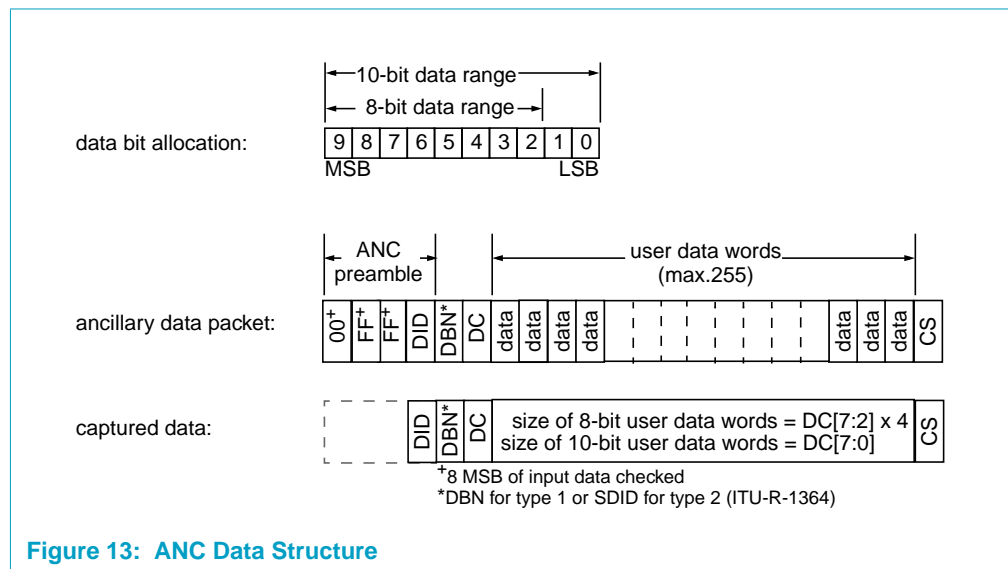 10-bit data range
8-bit data range
data bit allocation:
9 8 7 6 5 4 3 2 1 0
MSB LSB
ANC
preamble
user data words
(max.255)
ancillary data packet:
00+ FF+ FF+ DID DBN* DC data data data data data data data CS
captured data:
DID DBN* DC
size of 8-bit user data words = DC[7:2] x 4
size of 10-bit user data words = DC[7:0]
CS
+8 MSB of input data checked
*DBN for type 1 or SDID for type 2 (ITU-R-1364)
Figure 13: ANC Data Structure